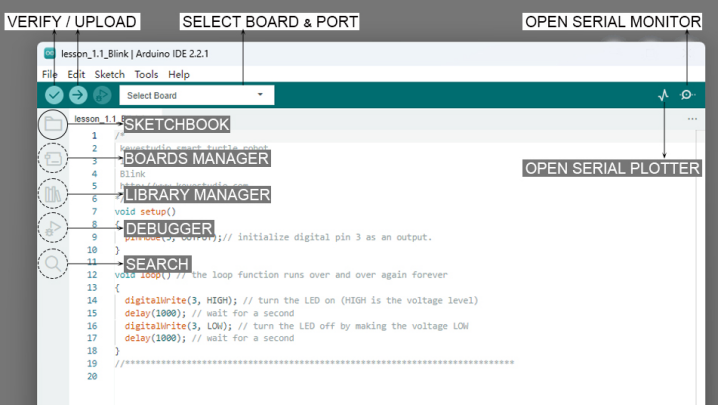 VERIFY / UPLOAD
SELECT BOARD & PORT
OPEN SERIAL MONITOR
lesson_1.1_Blink | Arduino IDE 2.2.1
File Edit Sketch Tools Help
Select Board
lesson_1.1_B
SKETCHBOOK
BOARDS MANAGER
LIBRARY MANAGER
DEBUGGER
SEARCH
OPEN SERIAL PLOTTER
1 /*
2 keyestudio smart turtle robot
3
4 Blink
5 http://www.keyestudio.com
6 */
7 void setup()
8 {
9 pinMode(3, OUTPUT);// initialize digital pin 3 as an output.
10 }
11
12 void loop() // the loop function runs over and over again forever
13 {
14 digitalWrite(3, HIGH); // turn the LED on (HIGH is the voltage level)
15 delay(1000); // wait for a second
16 digitalWrite(3, LOW); // turn the LED off by making the voltage LOW
17 delay(1000); // wait for a second
18 }
19 //****************************************************************************
20